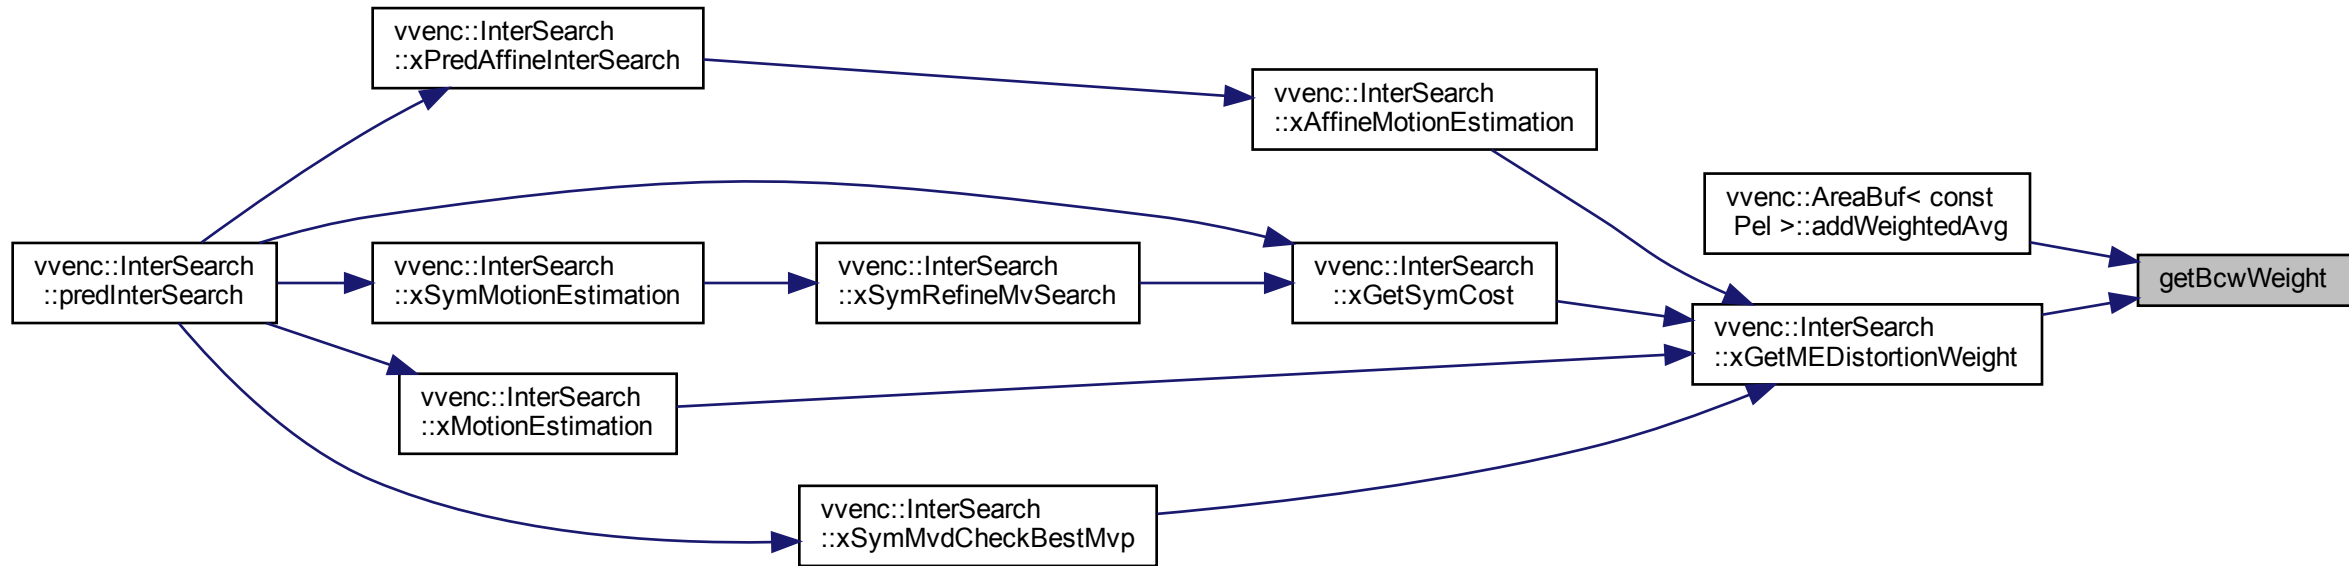 vvenc::InterSearch
::xPredAffineInterSearch
vvenc::InterSearch
::xAffineMotionEstimation
vvenc::AreaBuf< const
Pel >::addWeightedAvg
vvenc::InterSearch
::predInterSearch
vvenc::InterSearch
::xSymMotionEstimation
vvenc::InterSearch
::xSymRefineMvSearch
vvenc::InterSearch
::xGetSymCost
getBcwWeight
vvenc::InterSearch
::xGetMEDistortionWeight
vvenc::InterSearch
::xMotionEstimation
vvenc::InterSearch
::xSymMvdCheckBestMvp